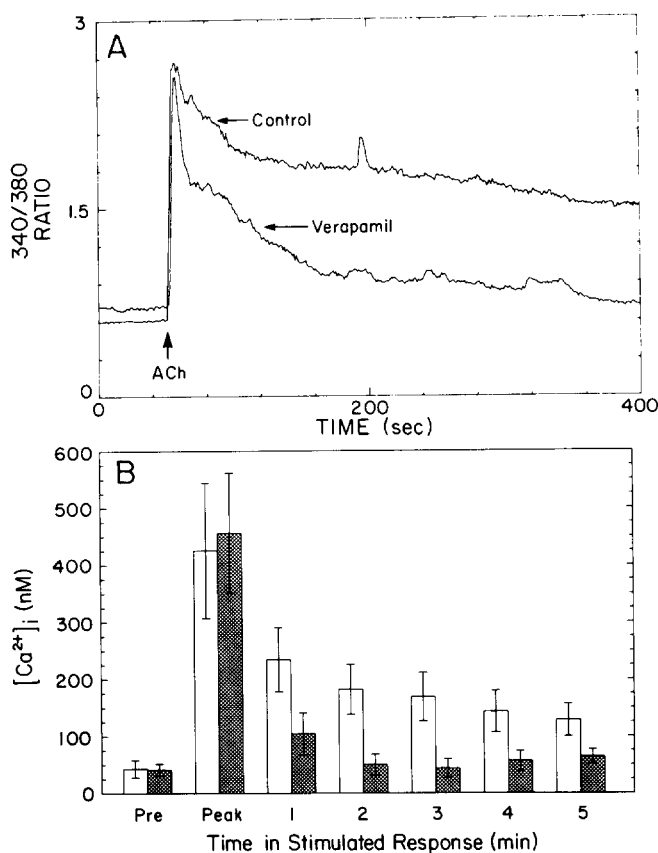 A
3
1.5
0
340/380
RATIO
Control
Verapamil
ACh
0 200 400
TIME (sec)
B
600
500
400
300
200
100
0
[Ca2+]i (nM)
Pre Peak 1 2 3 4 5
Time in Stimulated Response (min)